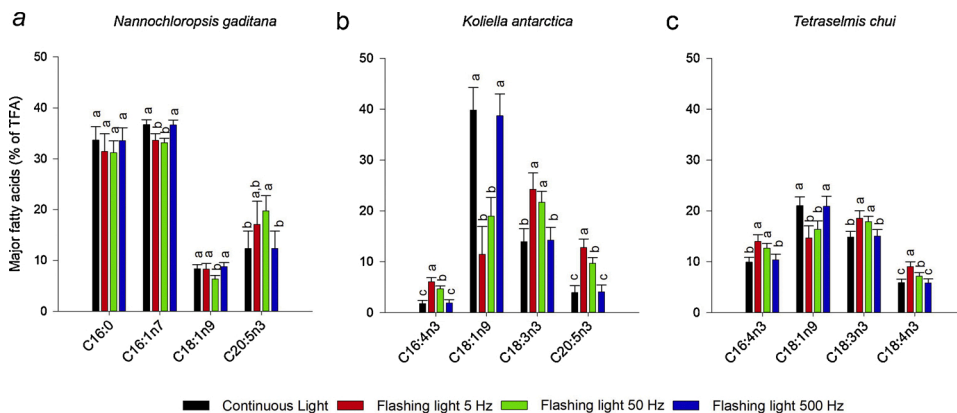 a Nannochloropsis gaditana
b Koliella antarctica
c Tetraselmis chui
Major fatty acids (% of TFA)
50
40
30
20
10
0
a a a a
a b b a
a a b a
b a,b a b
C16:0
C16:1n7
C18:1n9
C20:5n3
50
40
30
20
10
0
c a b c
a b b a
b a a b
c a b c
C16:4n3
C18:1n9
C18:3n3
C20:5n3
50
40
30
20
10
0
b a a b
a b b a
b a a b
c a b c
C16:4n3
C18:1n9
C18:3n3
C18:4n3
Continuous Light
Flashing light 5 Hz
Flashing light 50 Hz
Flashing light 500 Hz